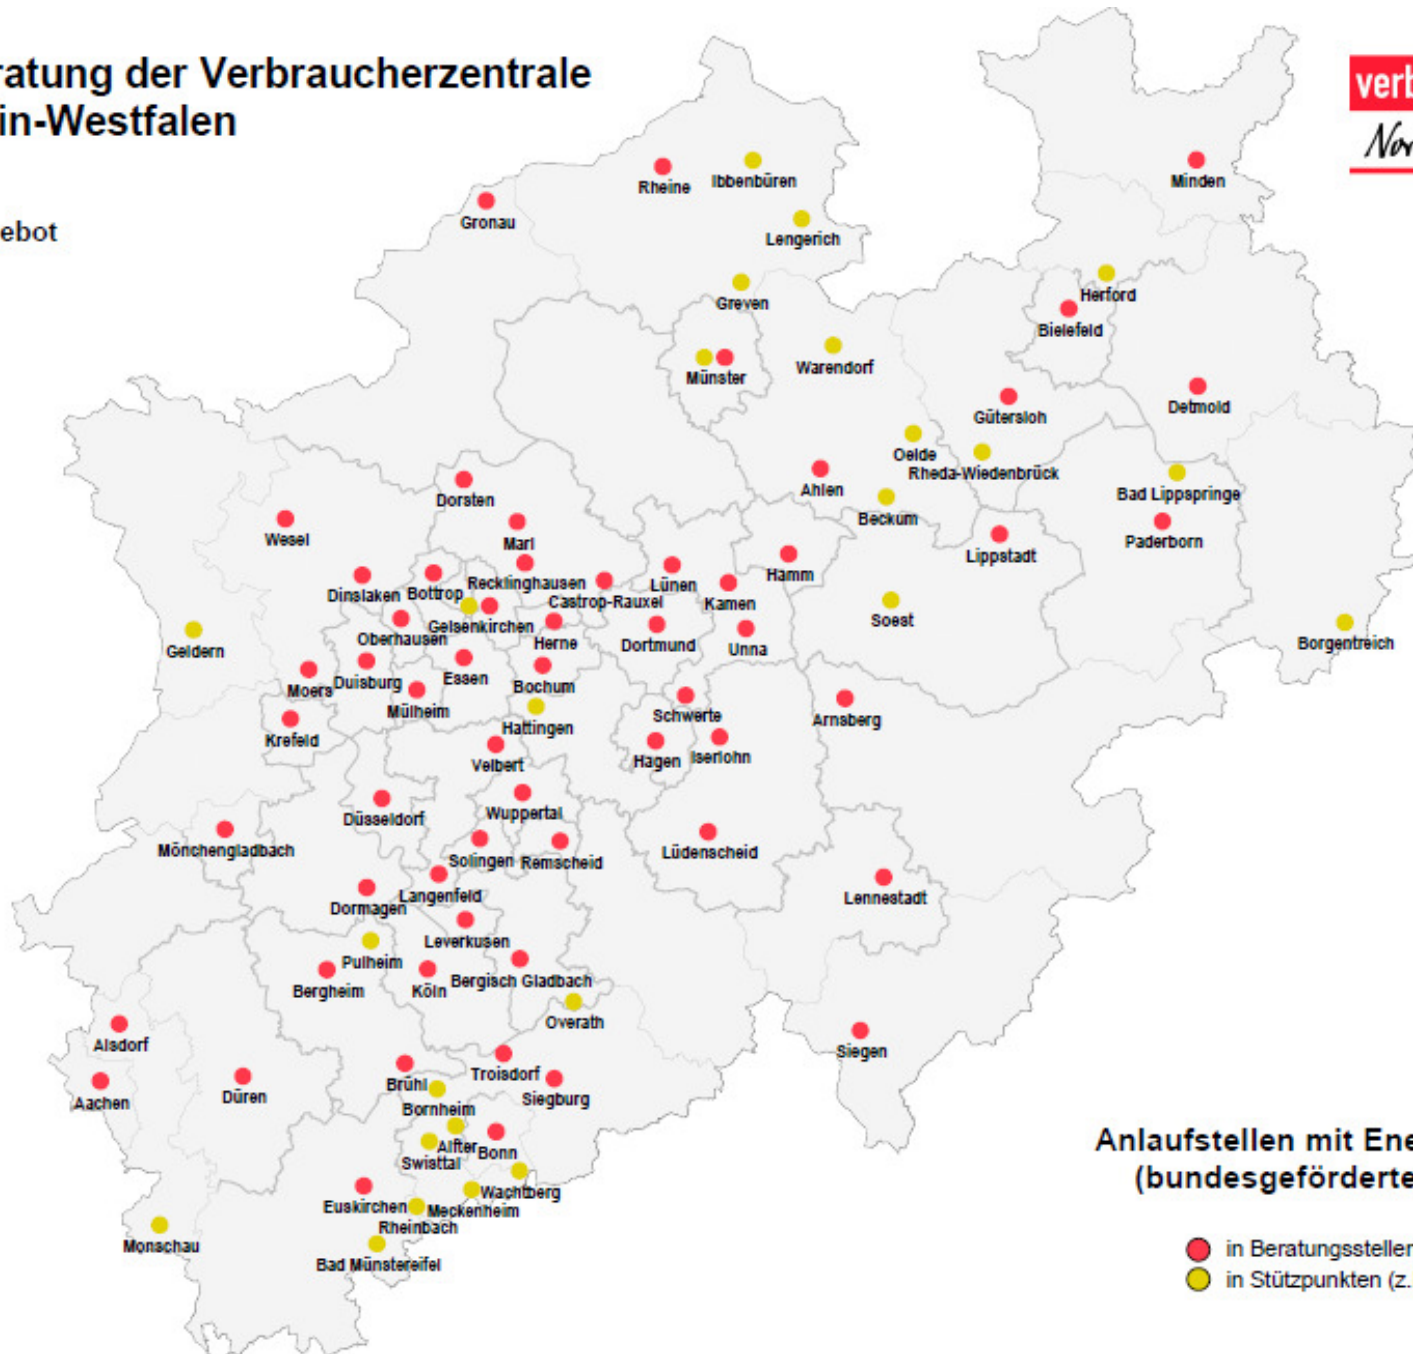 ratung der Verbraucherzentrale
in-Westfalen
ebot
verb
Nor
Rheine
Ibbenbüren
Minden
Gronau
Lengerich
Greven
Herford
Bielefeld
Münster
Warendorf
Detmold
Gütersloh
Oelde
Rheda-Wiedenbrück
Ahlen
Bad Lippspringe
Dorsten
Beckum
Wesel
Marl
Lippstadt
Paderborn
Hamm
Dinslaken
Bottrop
Recklinghausen
Lünen
Castrop-Rauxel
Kamen
Soest
Gelsenkirchen
Oberhausen
Herne
Dortmund
Unna
Borgentreich
Geldern
Moers
Duisburg
Essen
Bochum
Mülheim
Schwerte
Arnsberg
Krefeld
Hattingen
Velbert
Hagen
Iserlohn
Düsseldorf
Wuppertal
Mönchengladbach
Solingen
Remscheid
Lüdenscheid
Langenfeld
Dormagen
Lennestadt
Leverkusen
Pulheim
Bergheim
Köln
Bergisch Gladbach
Overath
Alsdorf
Siegen
Troisdorf
Brühl
Aachen
Düren
Siegburg
Bornheim
Alfter
Bonn
Swisttal
Wachtberg
Euskirchen
Meckenheim
Rheinbach
Monschau
Bad Münstereifel
Anlaufstellen mit Ene
(bundesgeförderte
in Beratungsstellen
in Stützpunkten (z.